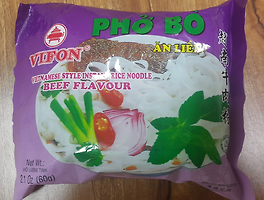 PHỞ BÒ
ĂN LIỀN
VIFON
VIETNAMESE STYLE INSTANT RICE NOODLE
BEEF FLAVOUR
Net Wt.:
2.1 Oz (60g)